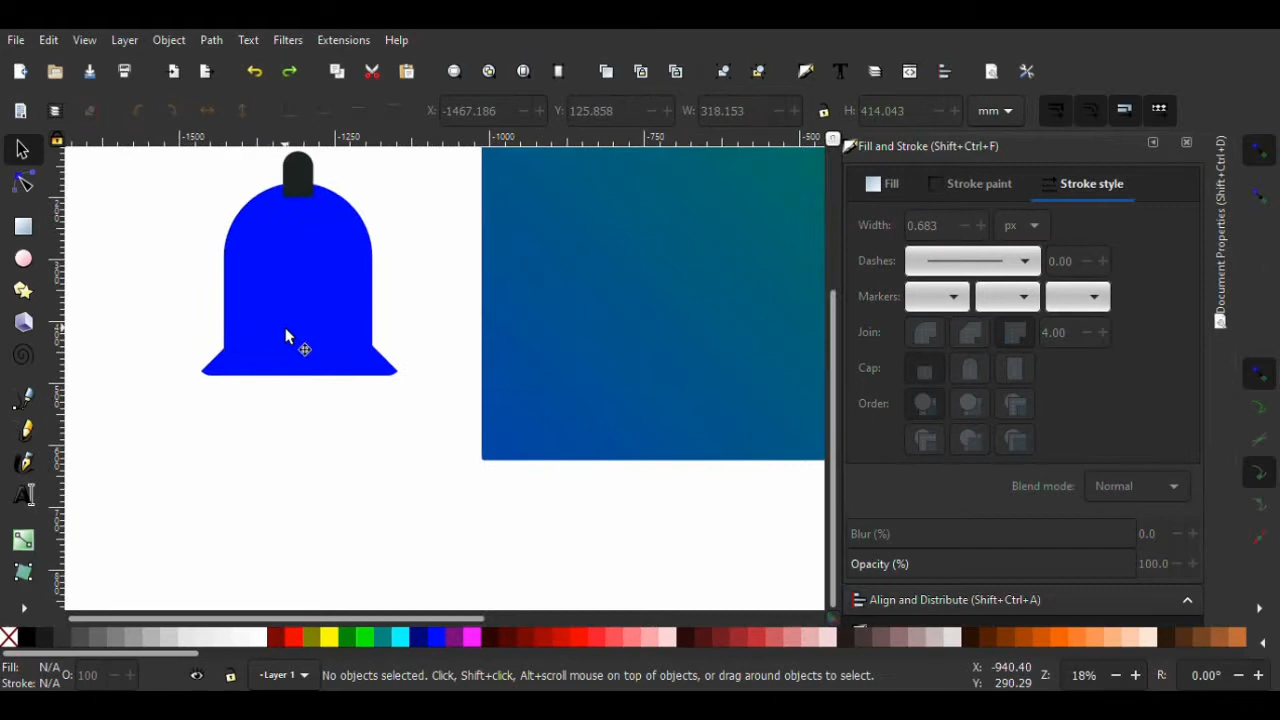 File Edit View Layer Object Path Text Filters Extensions Help
X: -1467.186 Y: 125.858 W: 318.153 H: 414.043 mm
-1500 -1250 -1000 -750 -500
Fill and Stroke (Shift+Ctrl+F)
Fill Stroke paint Stroke style
Width: 0.683 px
Dashes: 0.00
Markers:
Join: 4.00
Cap:
Order:
Blend mode: Normal
Blur (%) 0.0
Opacity (%) 100.0
Align and Distribute (Shift+Ctrl+A)
Document Properties (Shift+Ctrl+D)
Fill: N/A
Stroke: N/A
O: 100
-Layer 1
No objects selected. Click, Shift+click, Alt+scroll mouse on top of objects, or drag around objects to select.
X: -940.40
Y: 290.29
Z: 18%
R: 0.00°